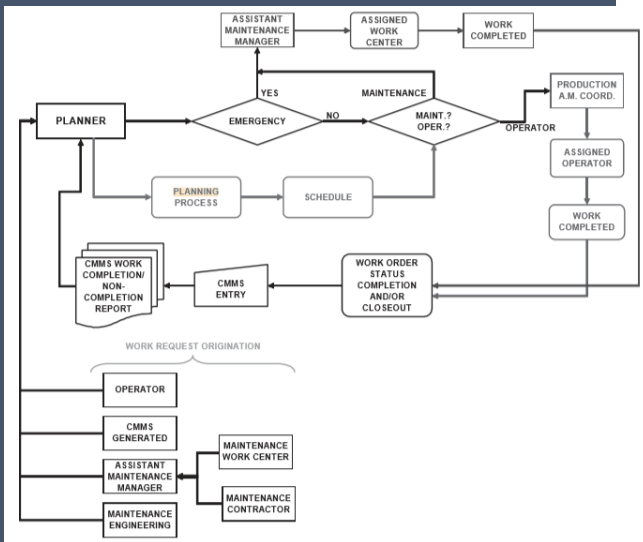 ASSISTANT
MAINTENANCE
MANAGER
ASSIGNED
WORK
CENTER
WORK
COMPLETED
YES
MAINTENANCE
PLANNER
EMERGENCY
NO
MAINT.?
OPER.?
OPERATOR
PRODUCTION
A.M. COORD.
ASSIGNED
OPERATOR
PLANNING
PROCESS
SCHEDULE
WORK
COMPLETED
CMMS WORK
COMPLETION/
NON-
COMPLETION
REPORT
CMMS
ENTRY
WORK ORDER
STATUS
COMPLETION
AND/OR
CLOSEOUT
WORK REQUEST ORIGINATION
OPERATOR
CMMS
GENERATED
ASSISTANT
MAINTENANCE
MANAGER
MAINTENANCE
WORK CENTER
MAINTENANCE
CONTRACTOR
MAINTENANCE
ENGINEERING